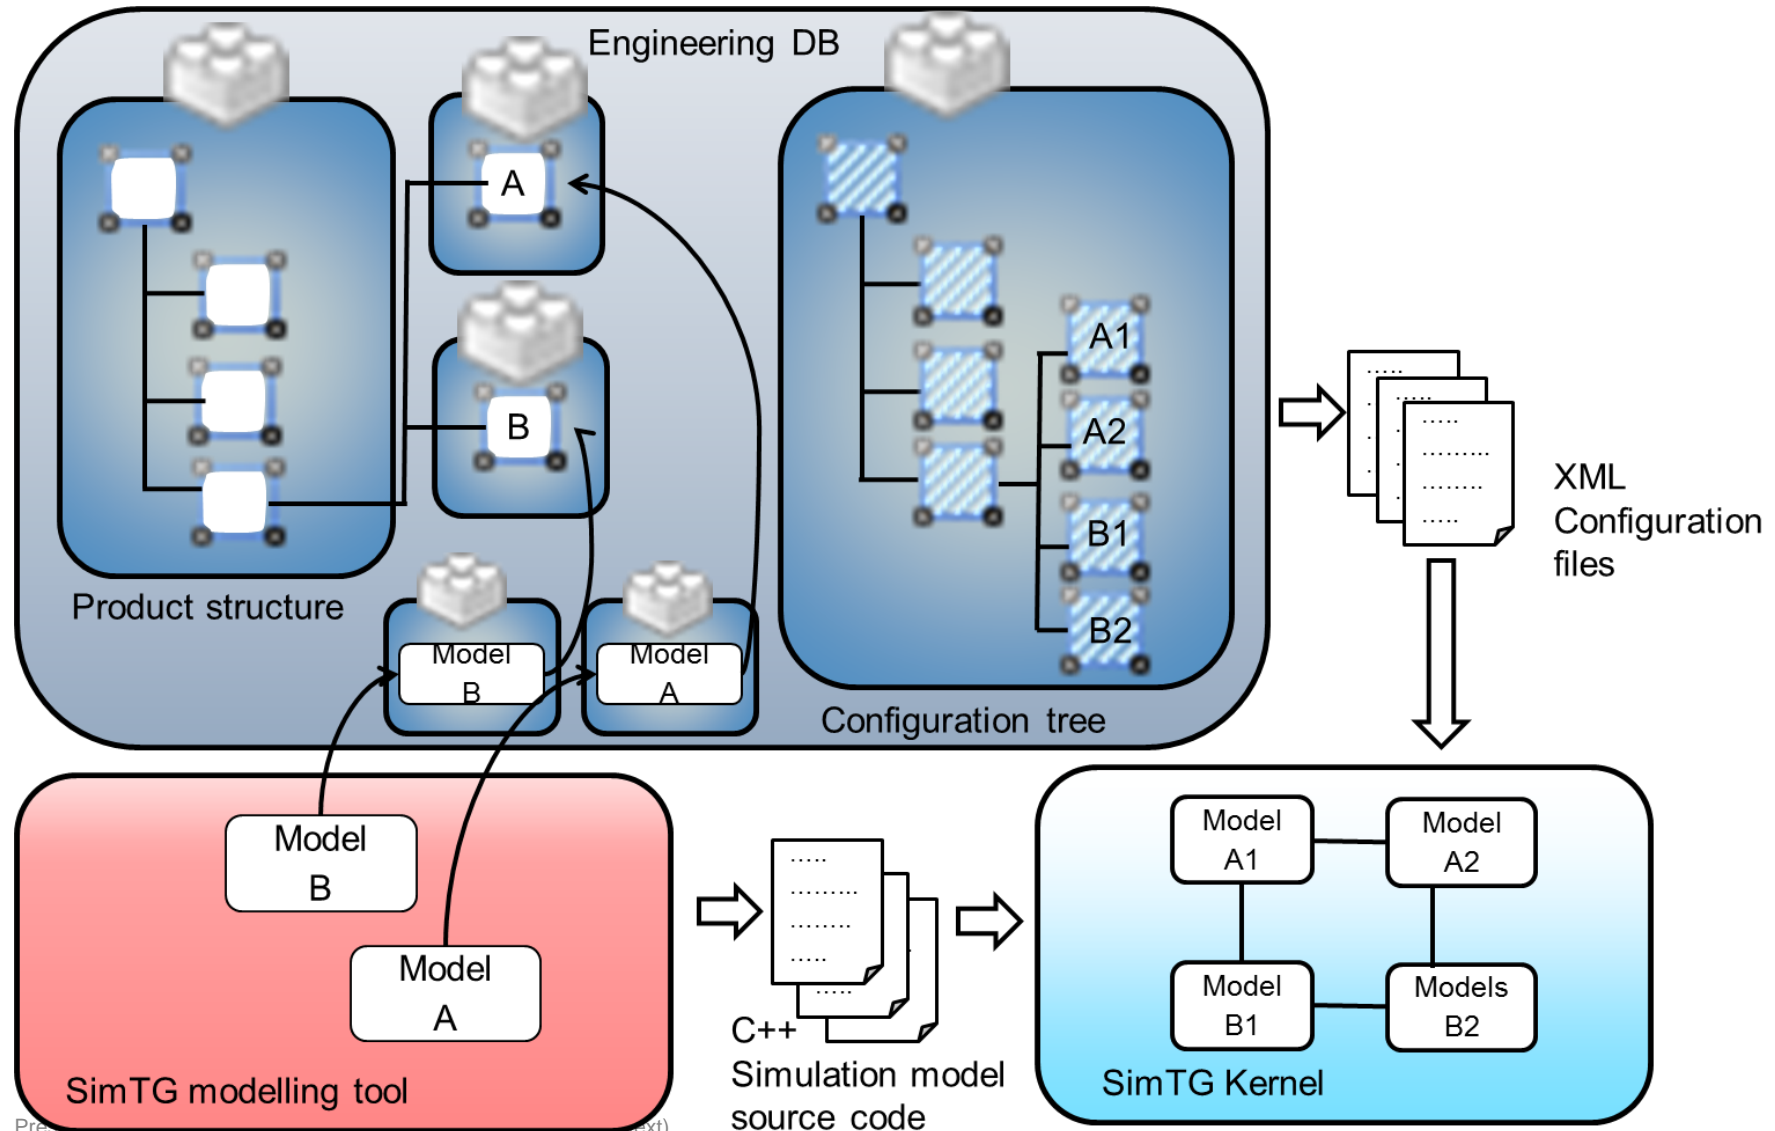 Engineering DB
A
B
A1
A2
B1
B2
Product structure
Model
B
Model
A
Configuration tree
XML
Configuration
files
Model
B
Model
A
SimTG modelling tool
C++
Simulation model
source code
Model
A1
Model
A2
Model
B1
Models
B2
SimTG Kernel